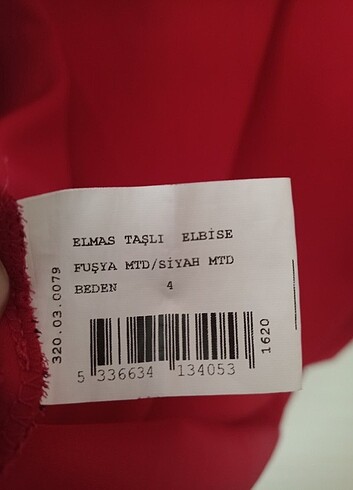 ELMAS TAŞLI ELBİSE
FUŞYA MTD/SİYAH MTD
BEDEN 4
320.03.0079
1620
5 336634 134053